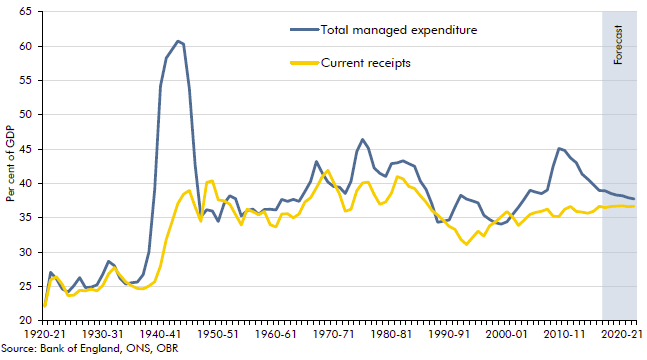 65
60
55
50
45
40
35
30
25
20
Per cent of GDP
Total managed expenditure
Current receipts
Forecast
1920-21 1930-31 1940-41 1950-51 1960-61 1970-71 1980-81 1990-91 2000-01 2010-11 2020-21
Source: Bank of England, ONS, OBR